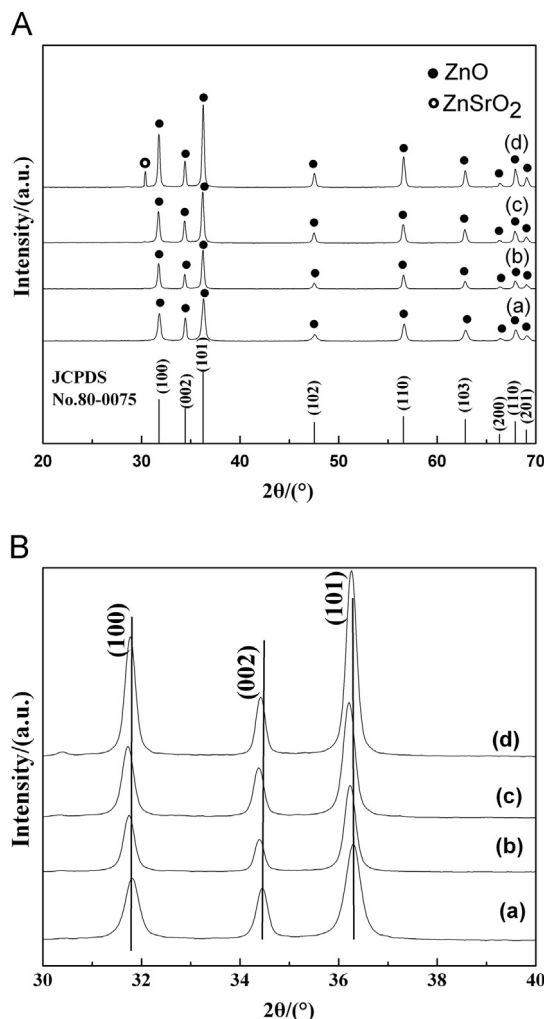 A
● ZnO
ZnSrO2
(d)
(c)
(b)
(a)
Intensity/(a.u.)
JCPDS
No.80-0075
(100)
(002)
(101)
(102)
(110)
(103)
(200)
(110)
(201)
20 30 40 50 60 70
2θ/(°)
B
(100)
(002)
(101)
Intensity/(a.u.)
(d)
(c)
(b)
(a)
30 32 34 36 38 40
2θ/(°)